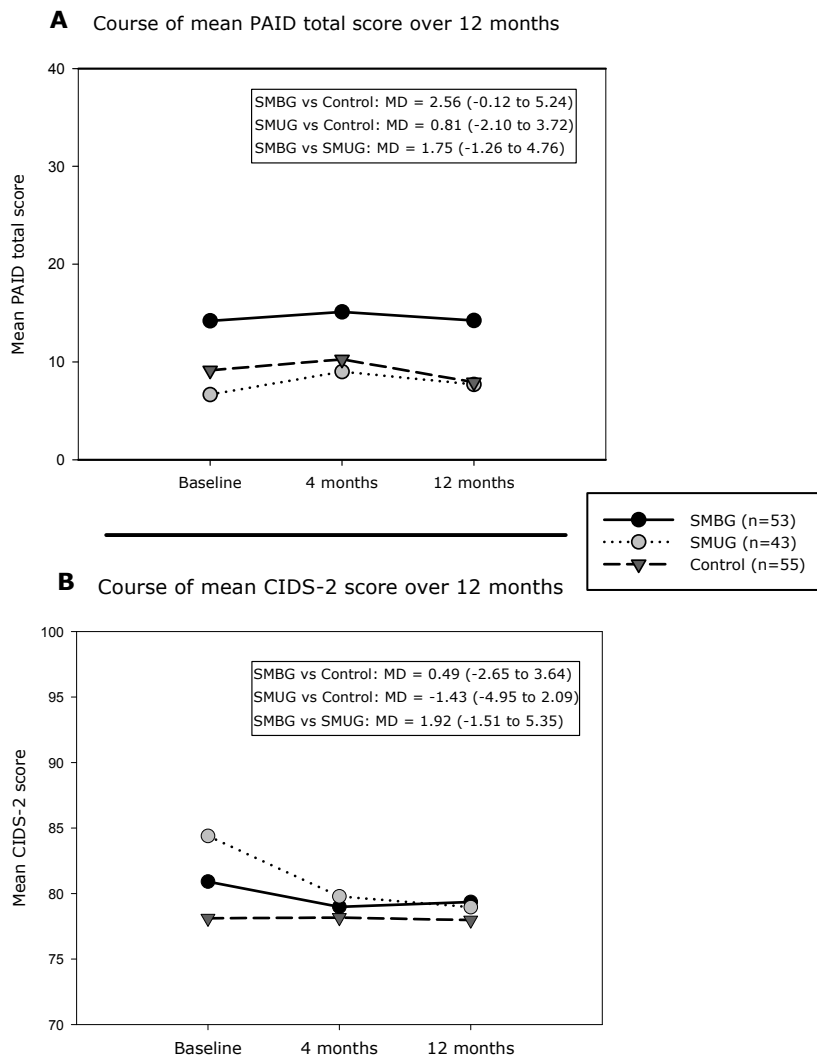 A Course of mean PAID total score over 12 months
40
30
20
10
0
Mean PAID total score
SMBG vs Control: MD = 2.56 (-0.12 to 5.24)
SMUG vs Control: MD = 0.81 (-2.10 to 3.72)
SMBG vs SMUG: MD = 1.75 (-1.26 to 4.76)
Baseline 4 months 12 months
SMBG (n=53)
SMUG (n=43)
Control (n=55)
B Course of mean CIDS-2 score over 12 months
100
95
90
85
80
75
70
Mean CIDS-2 score
SMBG vs Control: MD = 0.49 (-2.65 to 3.64)
SMUG vs Control: MD = -1.43 (-4.95 to 2.09)
SMBG vs SMUG: MD = 1.92 (-1.51 to 5.35)
Baseline 4 months 12 months